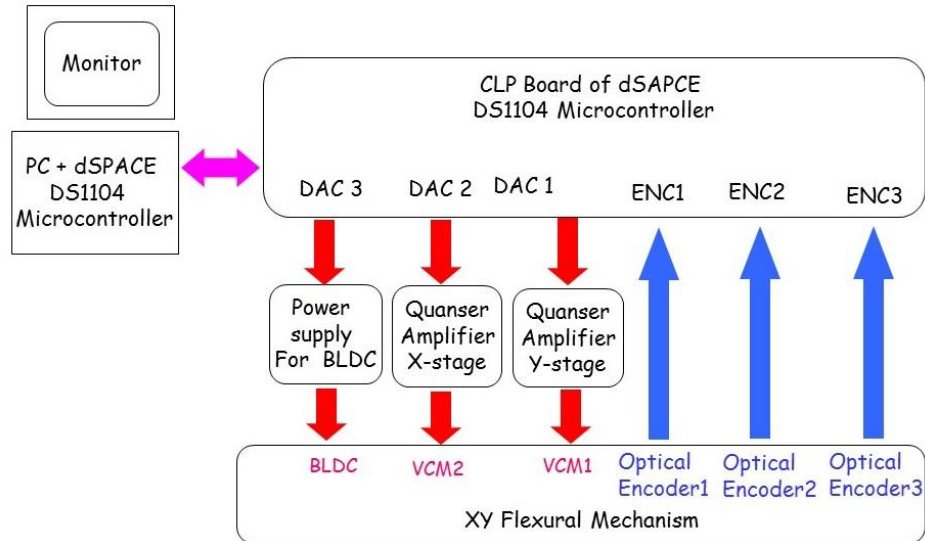 Monitor
PC + dSPACE
DS1104
Microcontroller
CLP Board of dSAPCE
DS1104 Microcontroller
DAC 3
DAC 2
DAC 1
ENC1
ENC2
ENC3
Power
supply
For BLDC
Quanser
Amplifier
X-stage
Quanser
Amplifier
Y-stage
BLDC
VCM2
VCM1
Optical
Encoder1
Optical
Encoder2
Optical
Encoder3
XY Flexural Mechanism